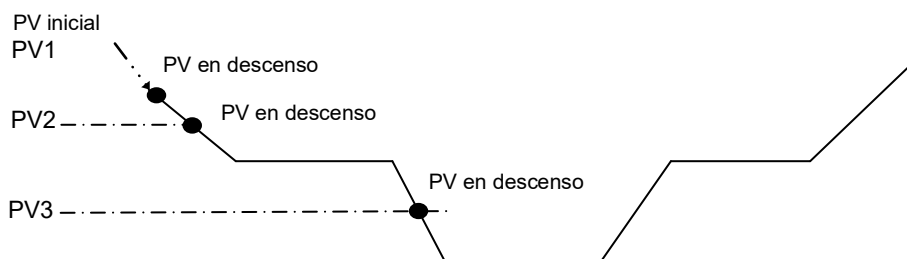 PV inicial
PV1
PV en descenso
PV en descenso
PV2
PV en descenso
PV3